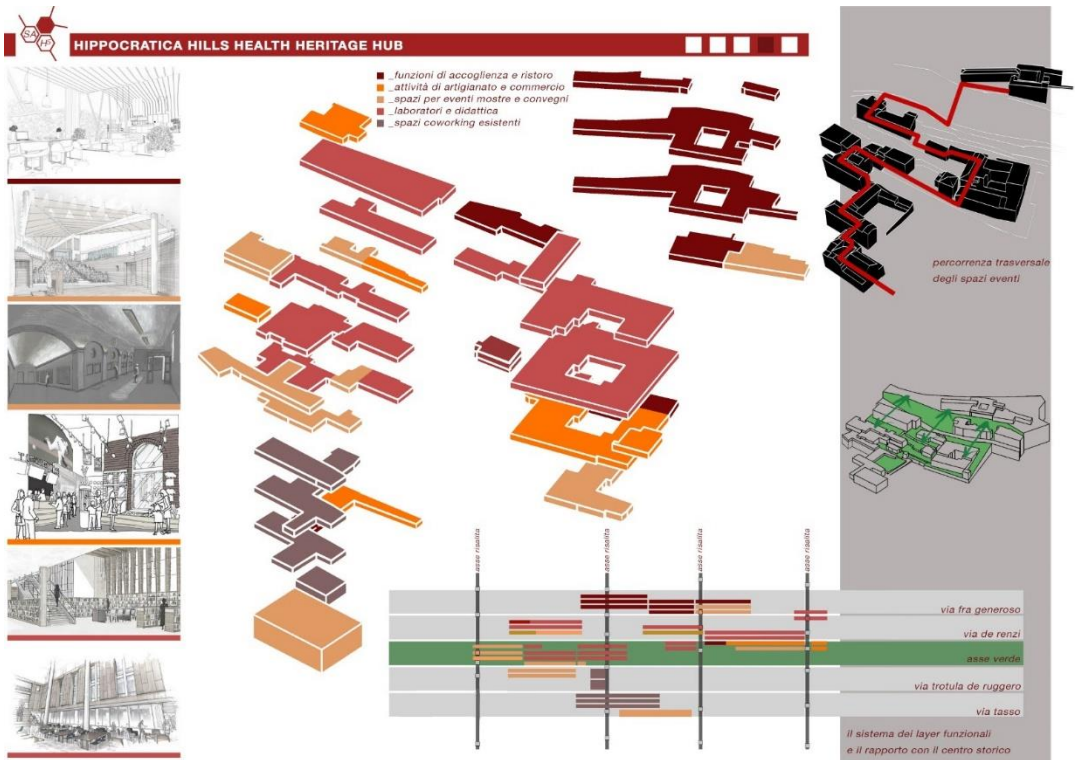 SA
H⁵
HIPPOCRATICA HILLS HEALTH HERITAGE HUB
_funzioni di accoglienza e ristoro
_attività di artigianato e commercio
_spazi per eventi mostre e convegni
_laboratori e didattica
_spazi coworking esistenti
percorrenza trasversale
degli spazi eventi
asse risalita
asse risalita
asse risalita
asse risalita
via fra generoso
via de renzi
asse verde
via trotula de ruggero
via tasso
il sistema dei layer funzionali
e il rapporto con il centro storico